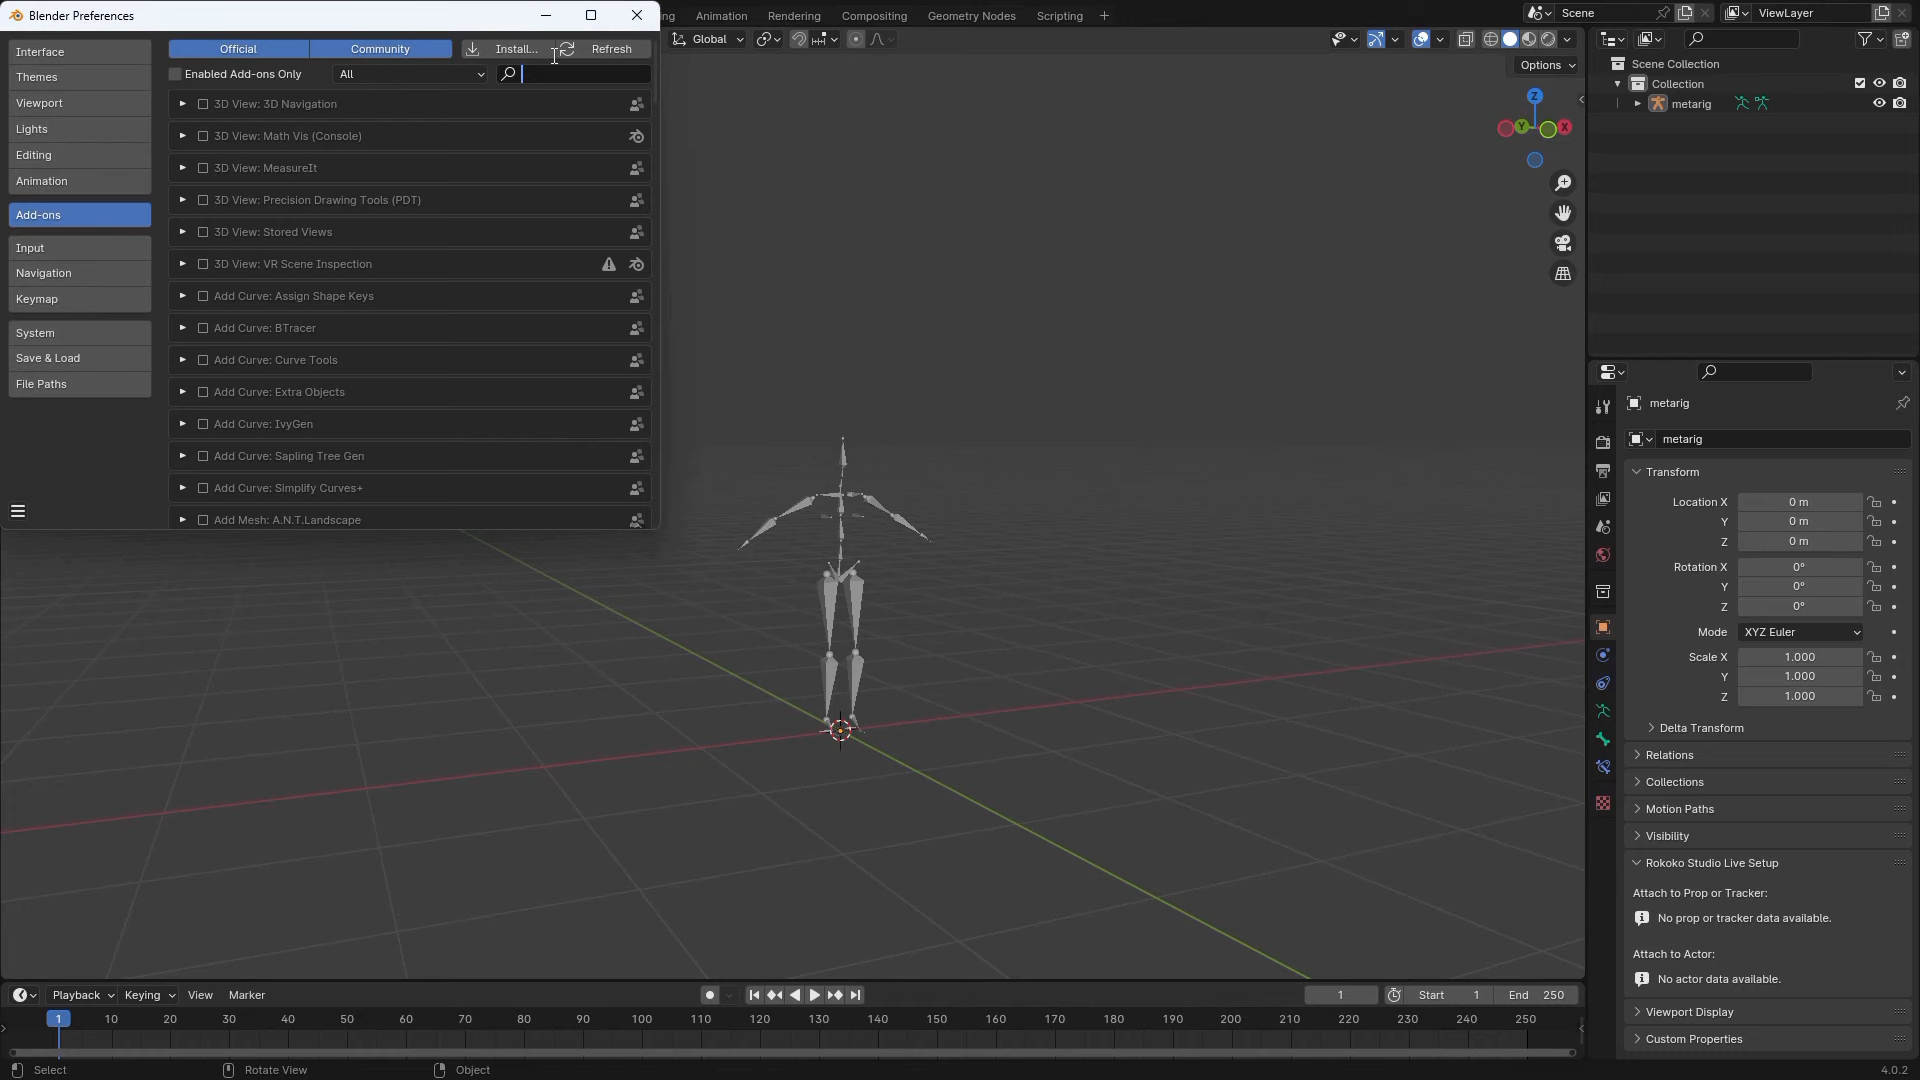 Blender Preferences
ng Animation Rendering Compositing Geometry Nodes Scripting +
Scene ViewLayer
Interface
Themes
Viewport
Lights
Editing
Animation
Add-ons
Input
Navigation
Keymap
System
Save & Load
File Paths
Official Community Install... Refresh
Enabled Add-ons Only All
3D View: 3D Navigation
3D View: Math Vis (Console)
3D View: MeasureIt
3D View: Precision Drawing Tools (PDT)
3D View: Stored Views
3D View: VR Scene Inspection
Add Curve: Assign Shape Keys
Add Curve: BTracer
Add Curve: Curve Tools
Add Curve: Extra Objects
Add Curve: IvyGen
Add Curve: Sapling Tree Gen
Add Curve: Simplify Curves+
Add Mesh: A.N.T.Landscape
Global
Options
Z
Y X
Scene Collection
Collection
metarig
metarig
metarig
Transform
Location X 0 m
Y 0 m
Z 0 m
Rotation X 0°
Y 0°
Z 0°
Mode XYZ Euler
Scale X 1.000
Y 1.000
Z 1.000
Delta Transform
Relations
Collections
Motion Paths
Visibility
Rokoko Studio Live Setup
Attach to Prop or Tracker:
No prop or tracker data available.
Attach to Actor:
No actor data available.
Viewport Display
Custom Properties
Playback Keying View Marker 1 Start 1 End 250
1 10 20 30 40 50 60 70 80 90 100 110 120 130 140 150 160 170 180 190 200 210 220 230 240 250
Select Rotate View Object 4.0.2